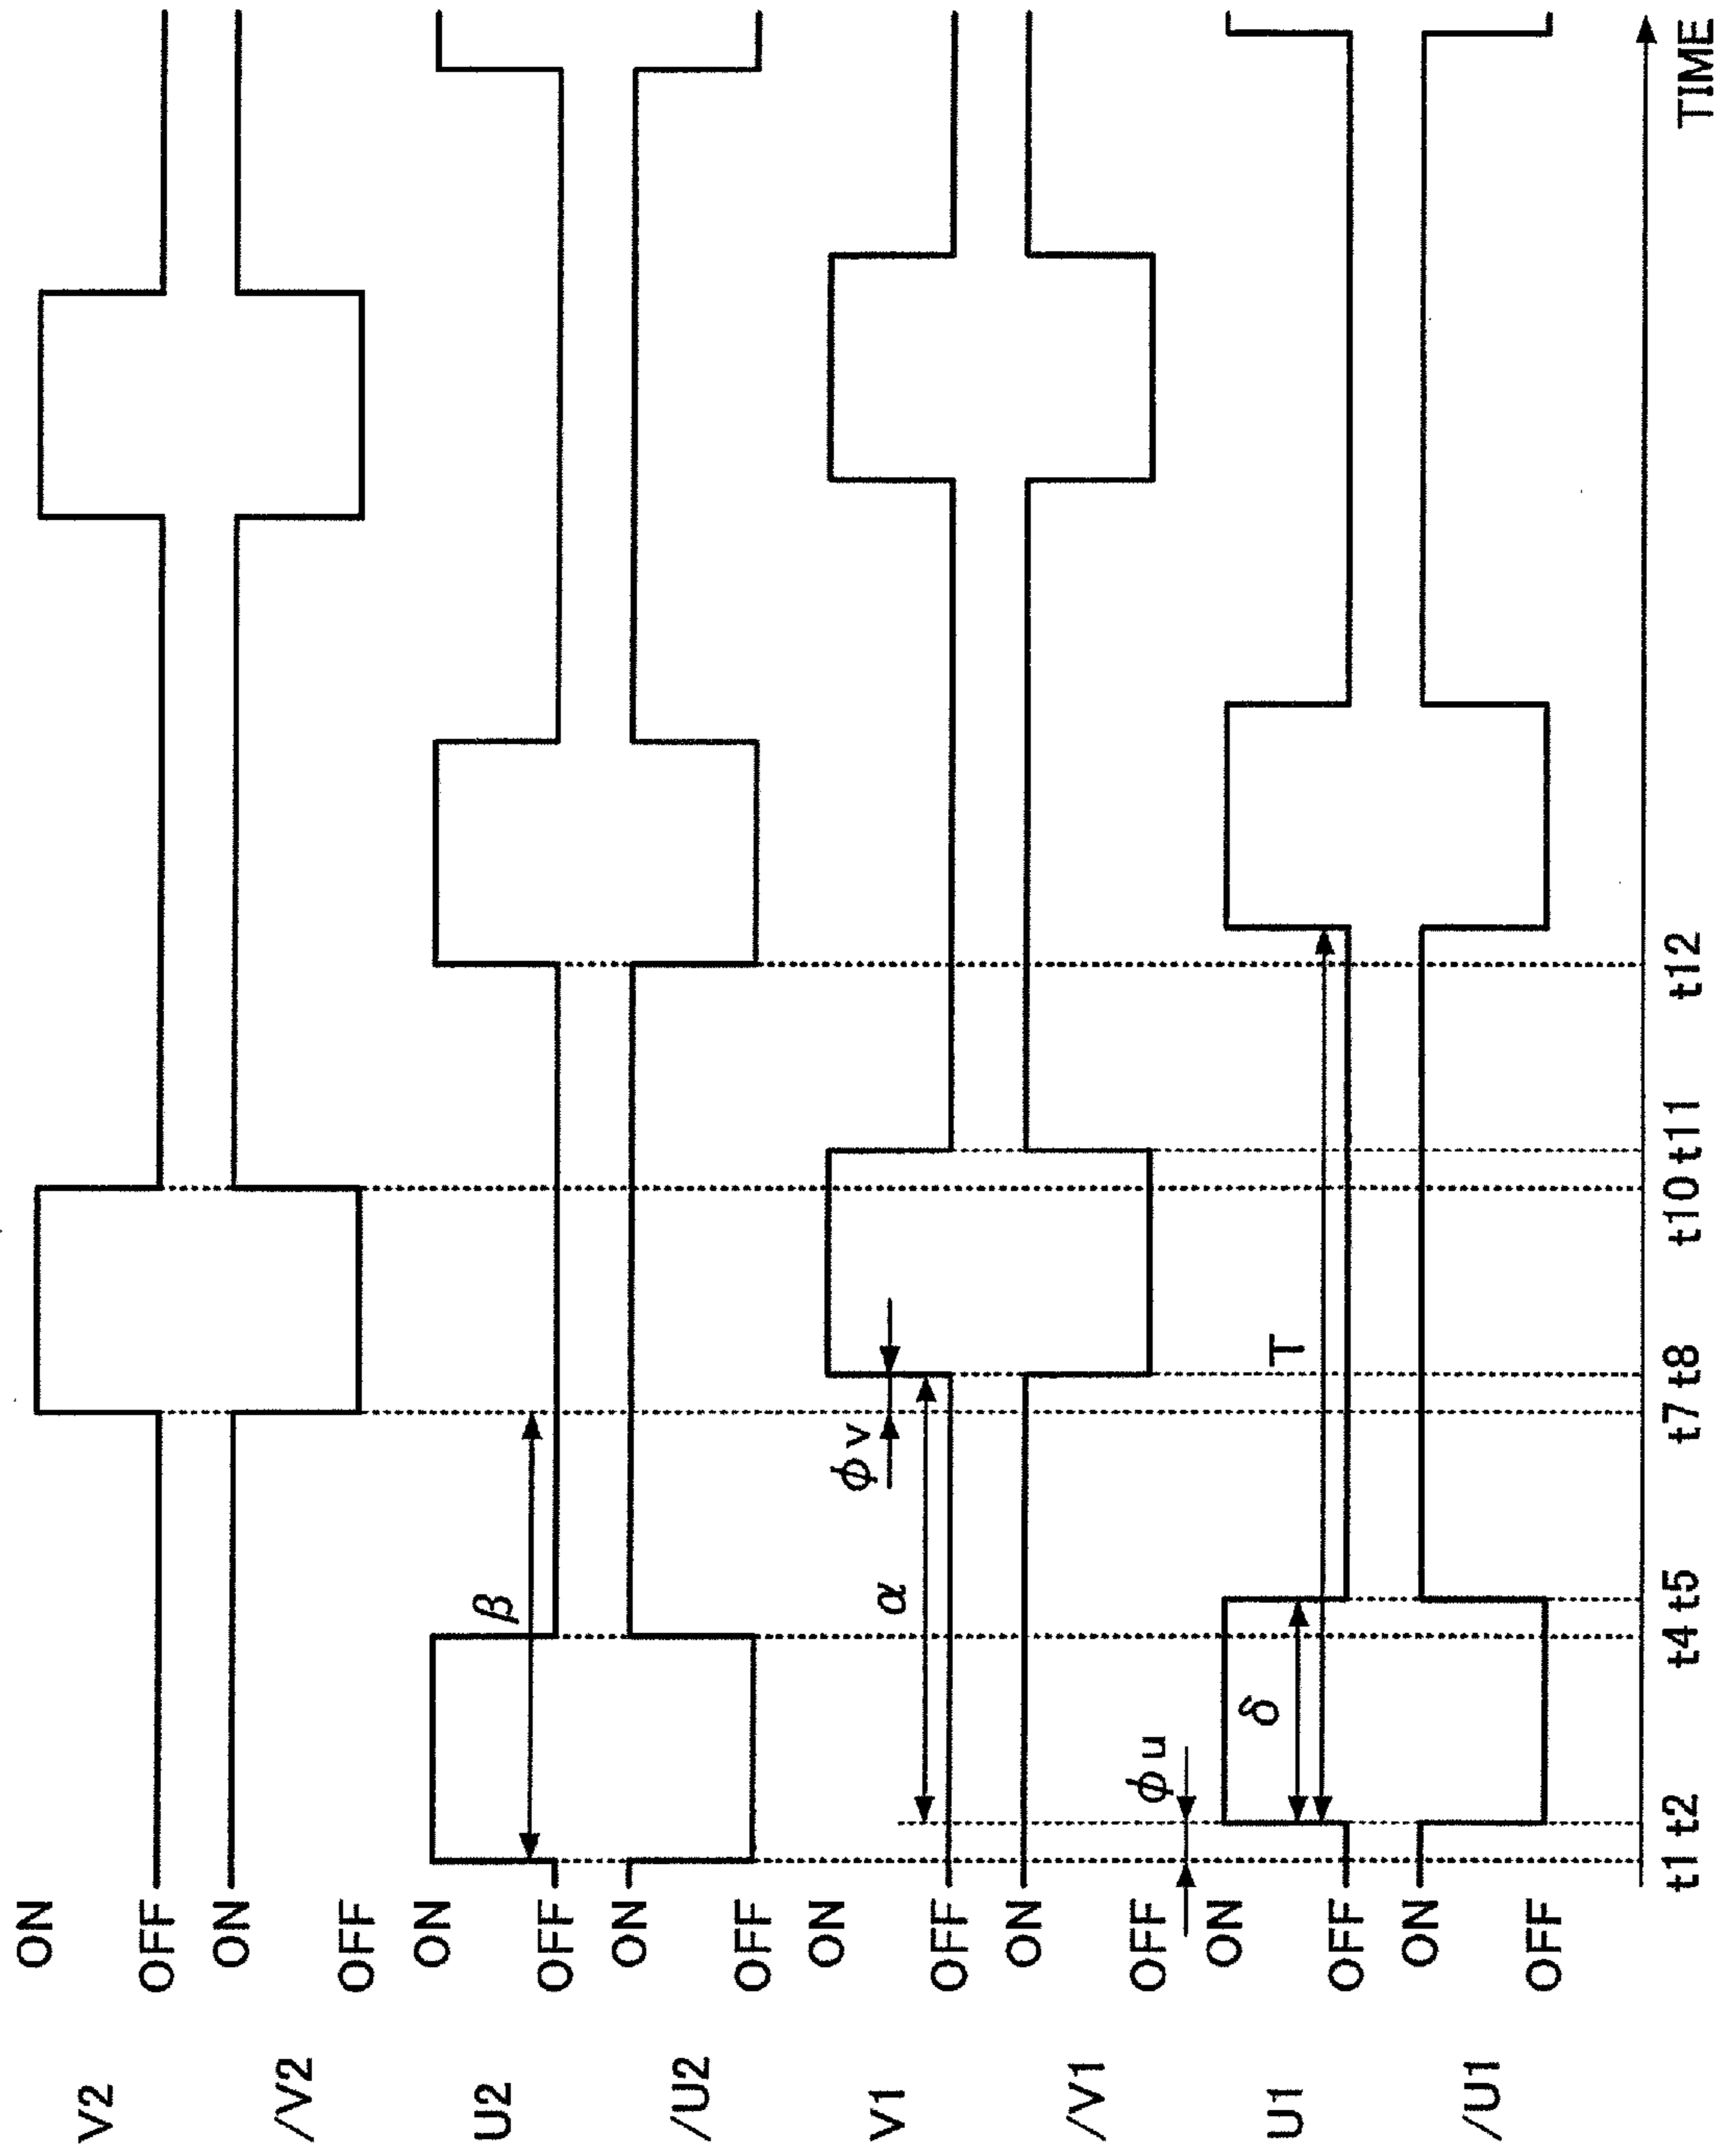 V2
ON
OFF
/V2
ON
OFF
U2
ON
OFF
β
/U2
ON
OFF
V1
ON
OFF
α
ϕv
/V1
ON
OFF
ϕu
U1
ON
OFF
δ
T
/U1
ON
OFF
t1 t2 t4 t5 t7 t8 t10 t11 t12
TIME